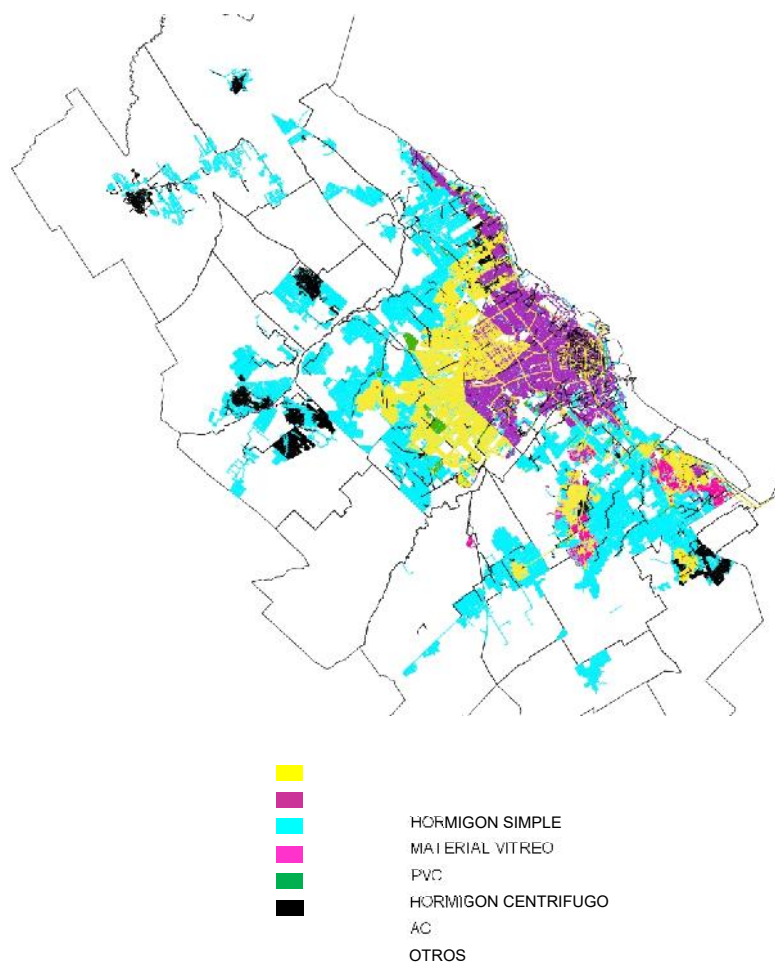 HORMIGON SIMPLE
MATERIAL VITREO
PVC
HORMIGON CENTRIFUGO
AC
OTROS